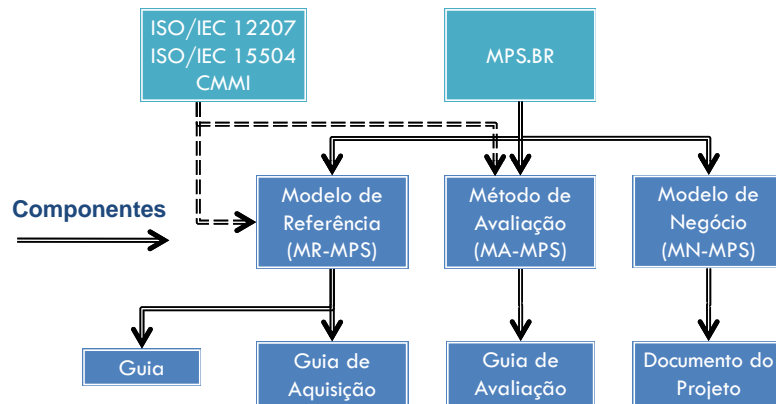 ISO/IEC 12207
ISO/IEC 15504
CMMI
MPS.BR
Componentes
Modelo de
Referência
(MR-MPS)
Método de
Avaliação
(MA-MPS)
Modelo de
Negócio
(MN-MPS)
Guia
Guia de
Aquisição
Guia de
Avaliação
Documento do
Projeto